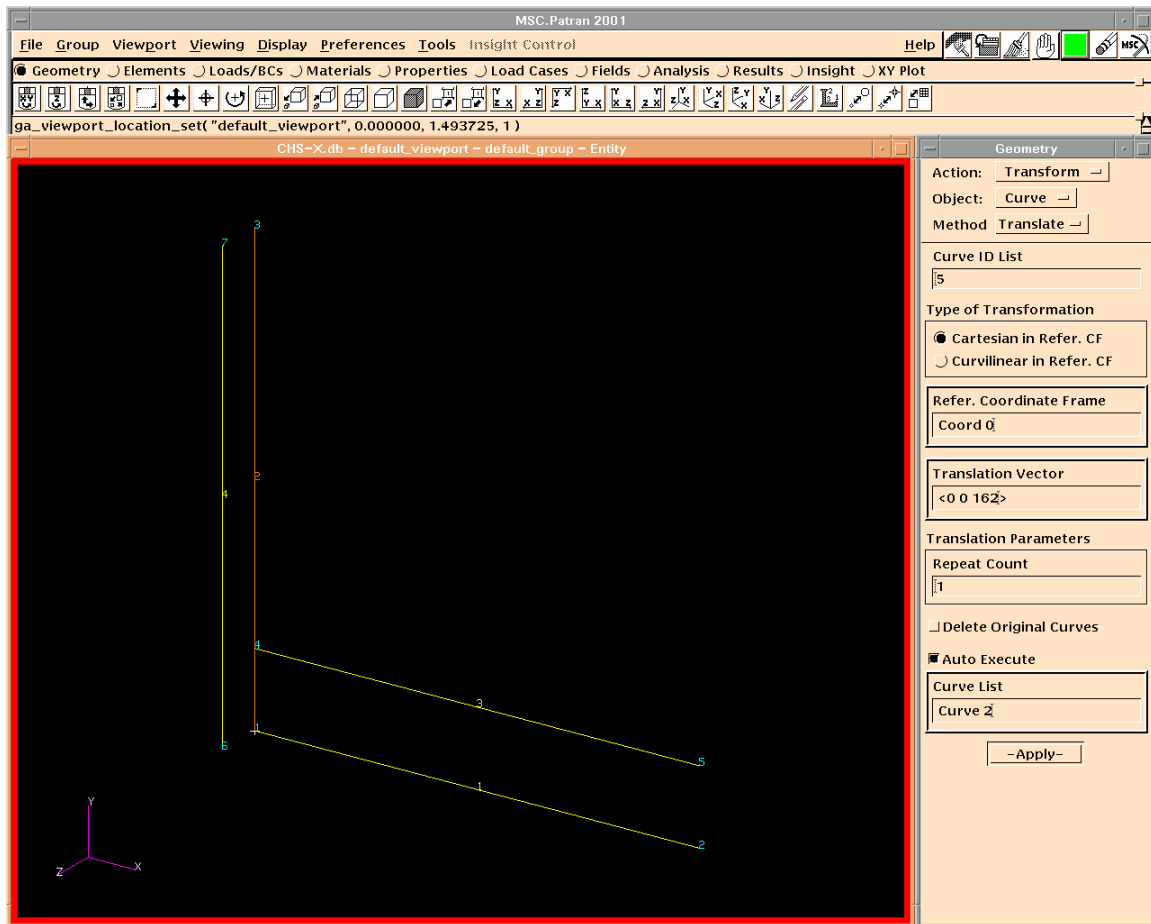 MSC.Patran 2001
File Group Viewport Viewing Display Preferences Tools Insight Control Help
Geometry Elements Loads/BCs Materials Properties Load Cases Fields Analysis Results Insight XY Plot
ga_viewport_location_set( "default_viewport", 0.000000, 1.493725, 1 )
CHS-X.db - default_viewport - default_group - Entity
Geometry
Action: Transform
Object: Curve
Method Translate
Curve ID List
5
Type of Transformation
Cartesian in Refer. CF
Curvilinear in Refer. CF
Refer. Coordinate Frame
Coord 0
Translation Vector
<0 0 162>
Translation Parameters
Repeat Count
1
Delete Original Curves
Auto Execute
Curve List
Curve 2
-Apply-
3
7
2
4
4
3
1
6
5
1
2
Y
Z
X